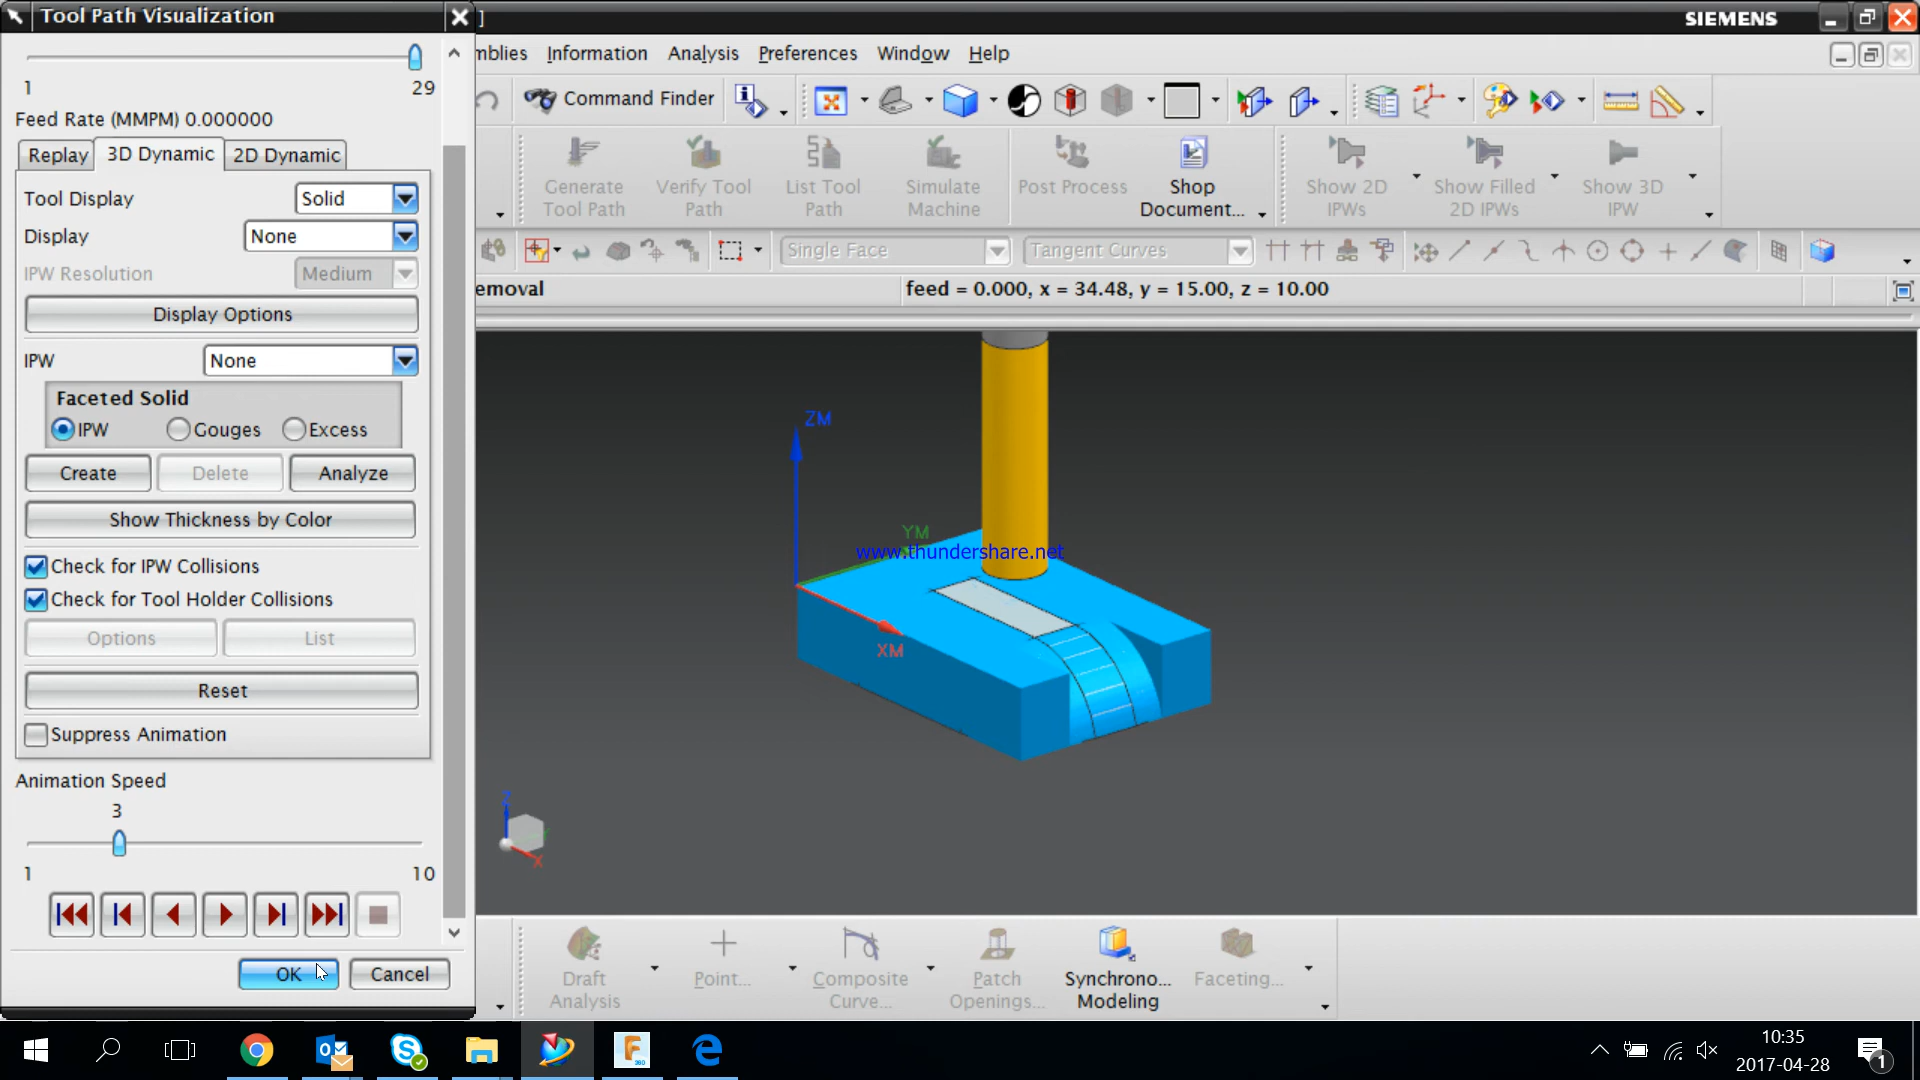 Tool Path Visualization
]
SIEMENS
mblies Information Analysis Preferences Window Help
1
29
Feed Rate (MMPM) 0.000000
Command Finder
Replay 3D Dynamic 2D Dynamic
Tool Display Solid
Display None
IPW Resolution Medium
Display Options
IPW None
Faceted Solid
IPW Gouges Excess
Create Delete Analyze
Show Thickness by Color
Check for IPW Collisions
Check for Tool Holder Collisions
Options List
Reset
Suppress Animation
Animation Speed
3
1
10
OK Cancel
Generate
Tool Path
Verify Tool
Path
List Tool
Path
Simulate
Machine
Post Process
Shop
Document...
Show 2D
IPWs
Show Filled
2D IPWs
Show 3D
IPW
Single Face
Tangent Curves
emoval
feed = 0.000, x = 34.48, y = 15.00, z = 10.00
ZM
YM
www.thundershare.net
XM
Z
Y
X
Draft
Analysis
Point...
Composite
Curve...
Patch
Openings...
Synchrono...
Modeling
Faceting...
F
360
10:35
2017-04-28
1